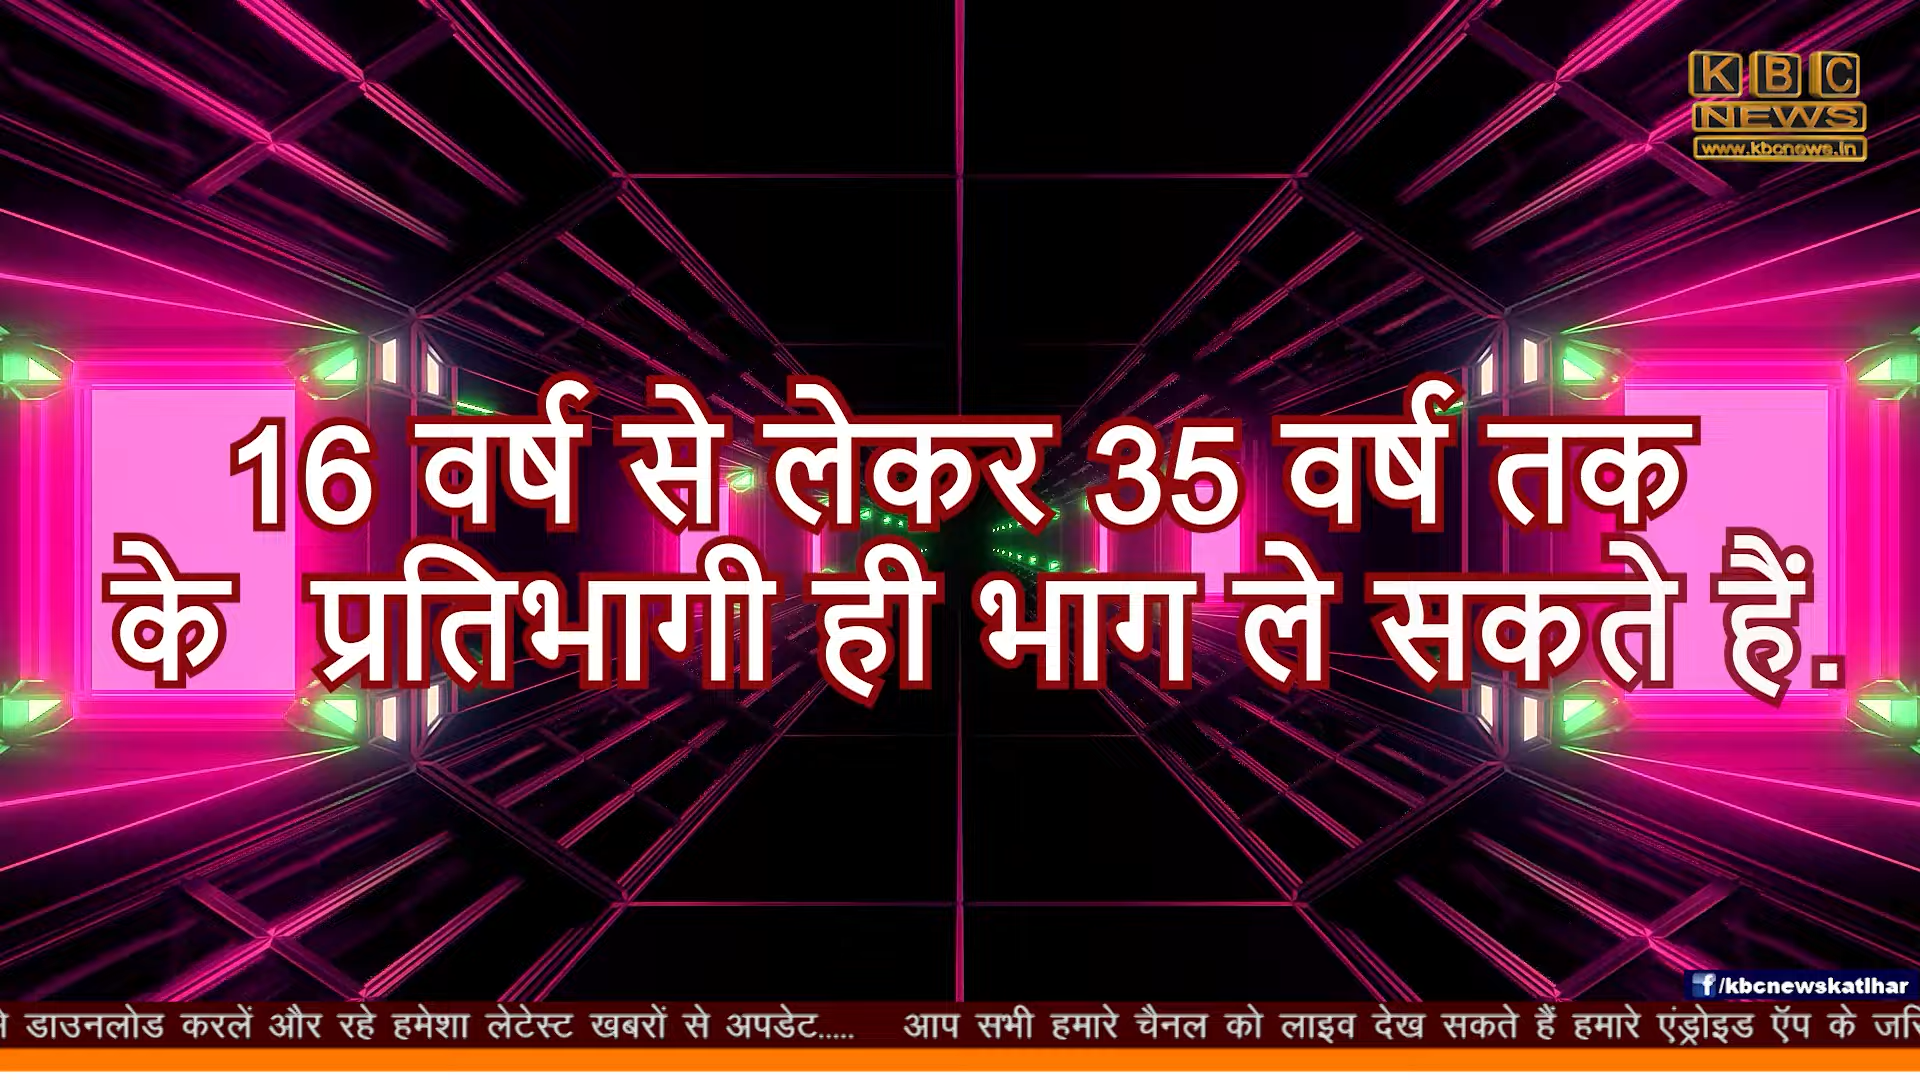 KBC
NEWS
www.kbcnews.in
16 वर्ष से लेकर 35 वर्ष तक
के प्रतिभागी ही भाग ले सकते हैं.
/kbcnewskatihar
डाउनलोड करलें और रहे हमेशा लेटेस्ट खबरों से अपडेट..... आप सभी हमारे चैनल को लाइव देख सकते हैं हमारे एंड्रोइड ऍप के